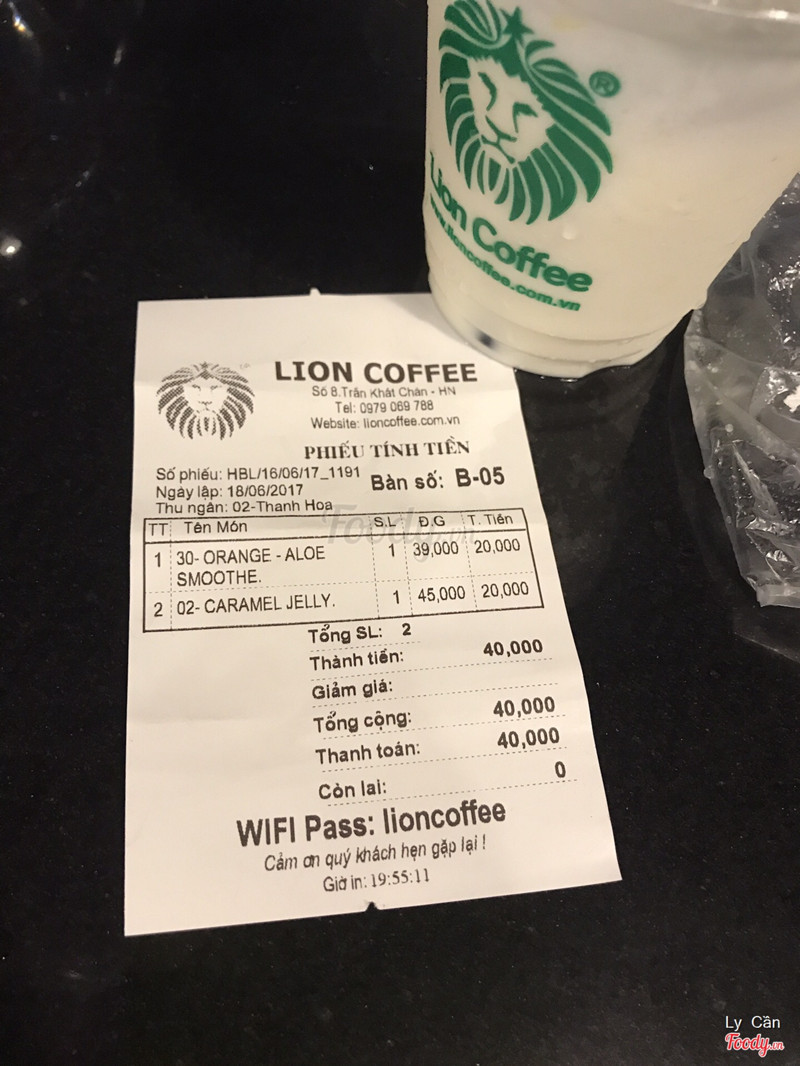 ®
Lion Coffee
www.lioncoffee.com.vn
LION COFFEE
Số 8.Trần Khát Chân - HN
Tel: 0979 069 788
Website: lioncoffee.com.vn
PHIẾU TÍNH TIỀN
Số phiếu: HBL/16/06/17_1191
Ngày lập: 18/06/2017
Bàn số: B-05
Thu ngân: 02-Thanh Hoa
TT Tên Món S.L Đ.G T. Tiền
1 30- ORANGE - ALOE SMOOTHE. 1 39,000 20,000
2 02- CARAMEL JELLY. 1 45,000 20,000
Tổng SL: 2
Thành tiền: 40,000
Giảm giá:
Tổng cộng: 40,000
Thanh toán: 40,000
Còn lai: 0
WIFI Pass: lioncoffee
Cảm ơn quý khách hẹn gặp lại !
Giờ in: 19:55:11
Foody.vn
Ly Cần
Foody.vn